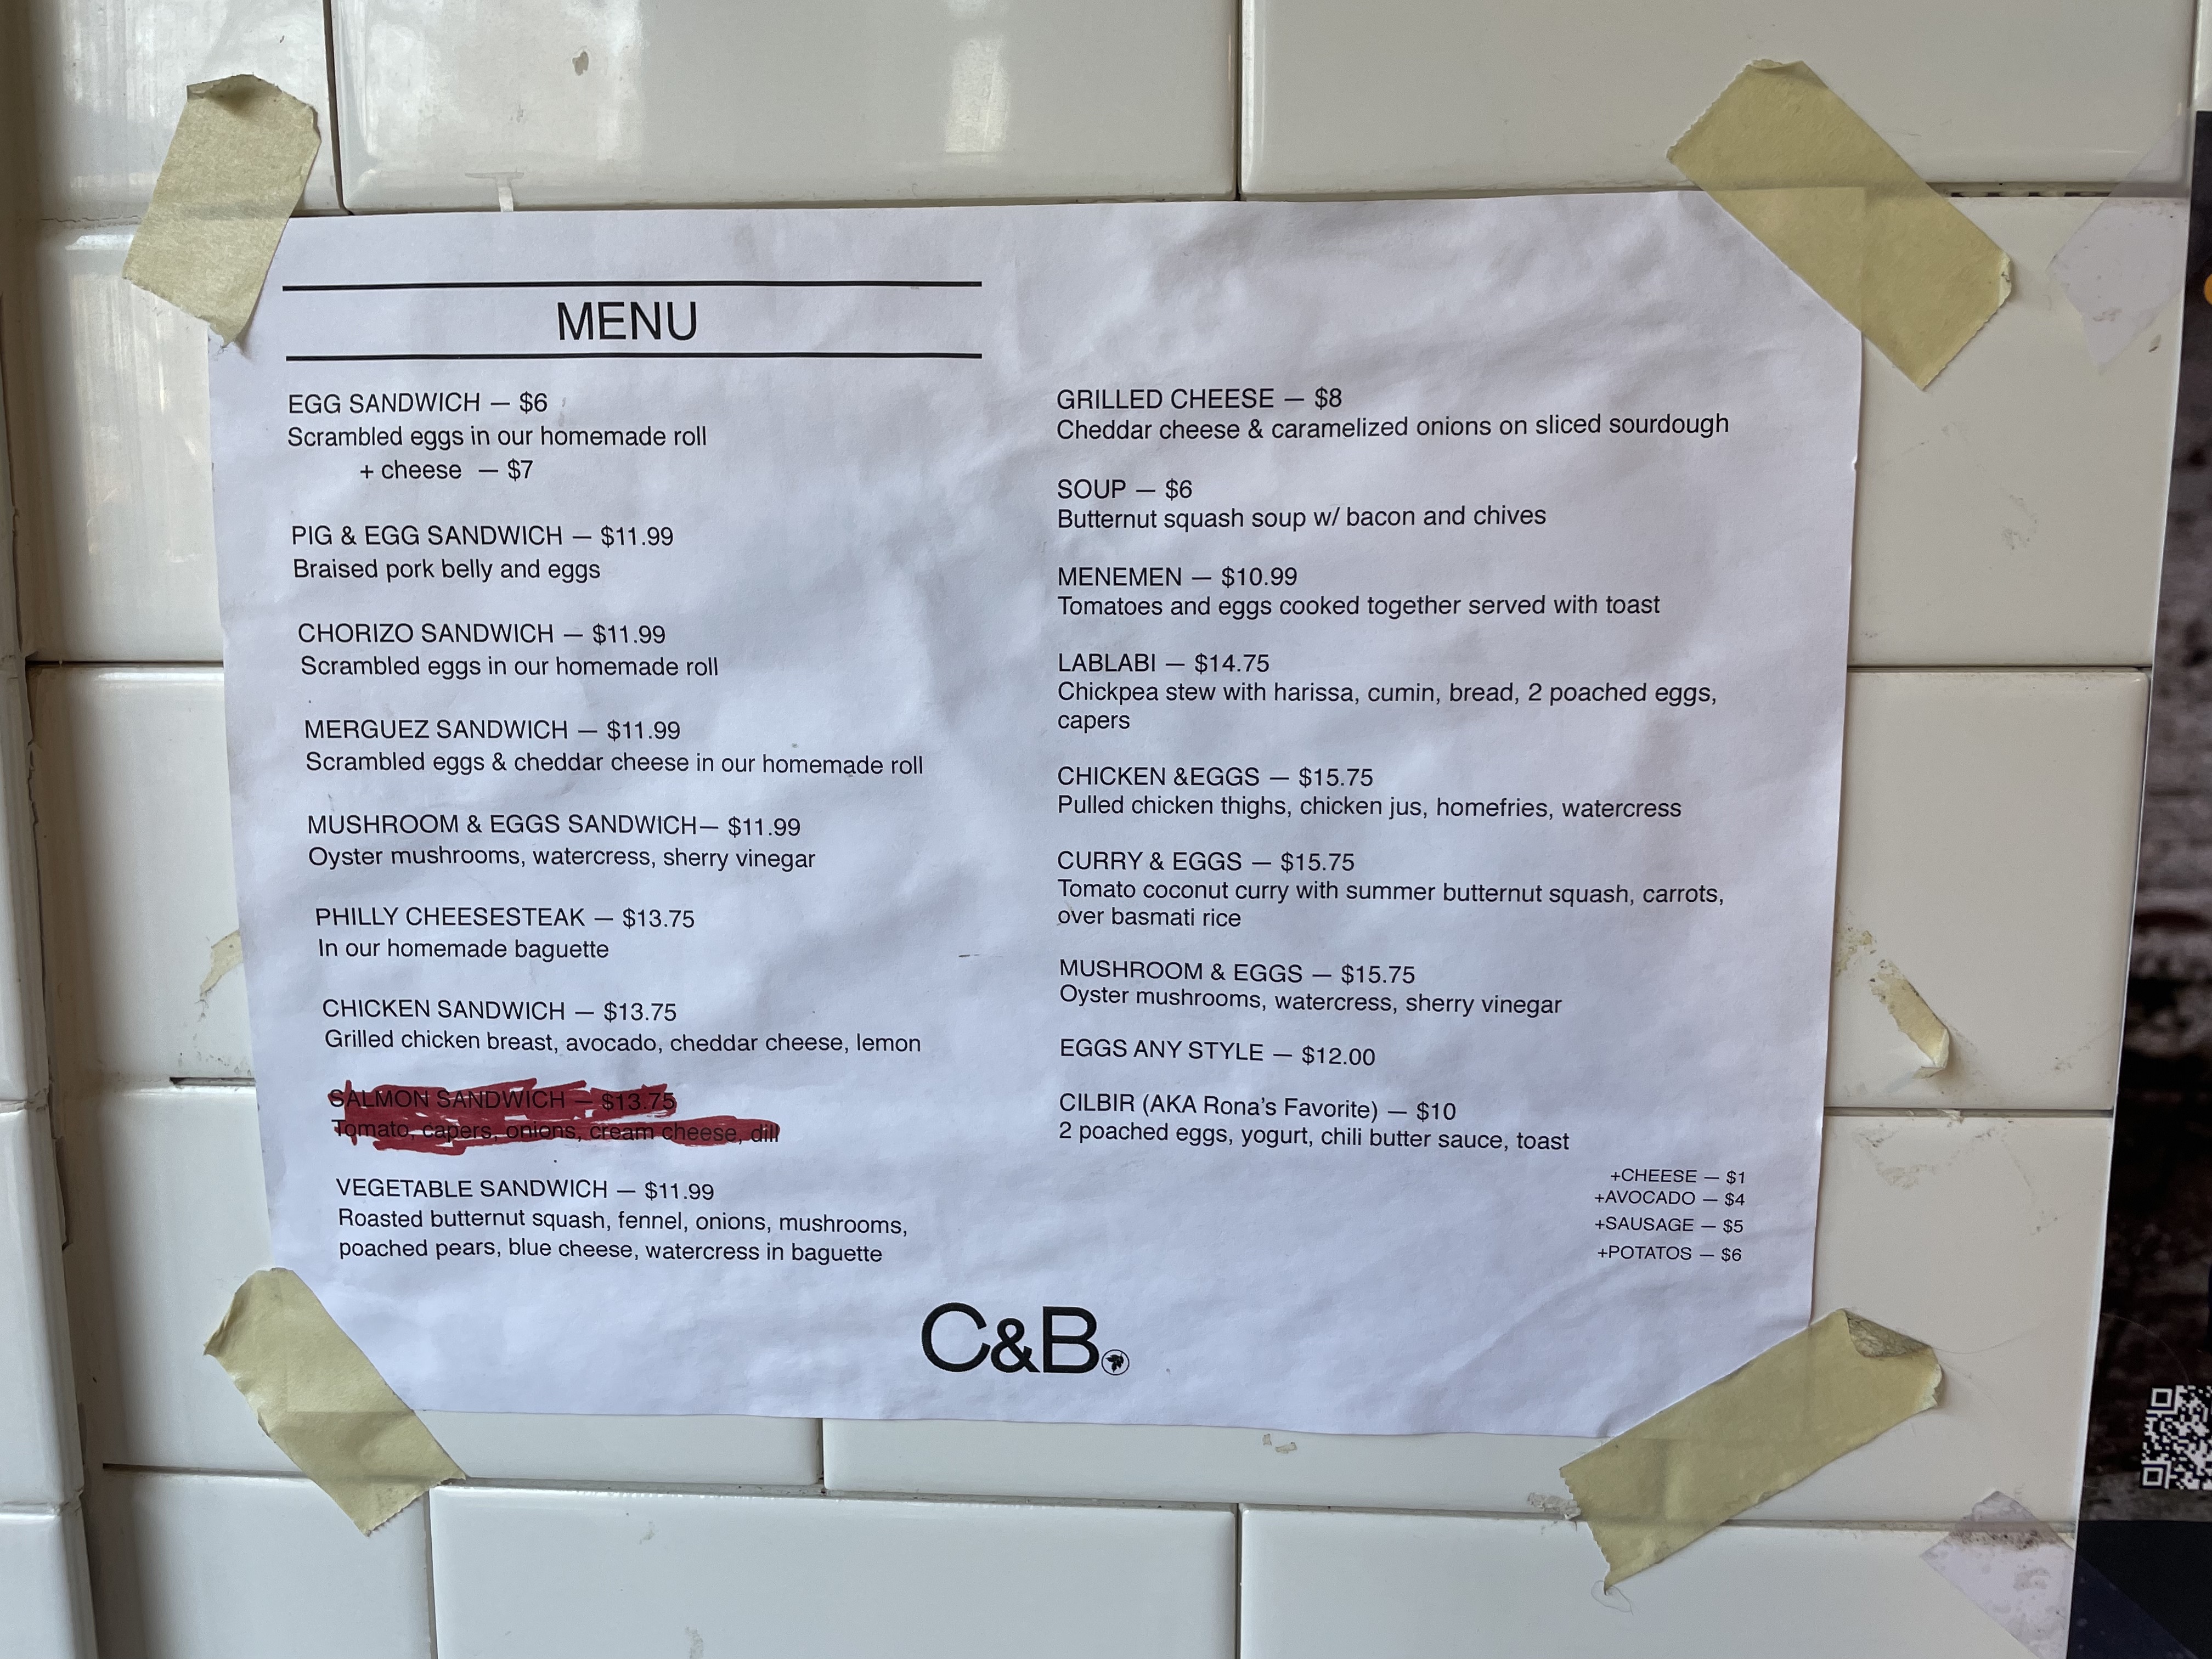 MENU
EGG SANDWICH — $6
Scrambled eggs in our homemade roll
+ cheese — $7
PIG & EGG SANDWICH — $11.99
Braised pork belly and eggs
CHORIZO SANDWICH — $11.99
Scrambled eggs in our homemade roll
MERGUEZ SANDWICH — $11.99
Scrambled eggs & cheddar cheese in our homemade roll
MUSHROOM & EGGS SANDWICH— $11.99
Oyster mushrooms, watercress, sherry vinegar
PHILLY CHEESESTEAK — $13.75
In our homemade baguette
CHICKEN SANDWICH — $13.75
Grilled chicken breast, avocado, cheddar cheese, lemon
SALMON SANDWICH — $13.75
Tomato, capers, onions, cream cheese, dill
VEGETABLE SANDWICH — $11.99
Roasted butternut squash, fennel, onions, mushrooms,
poached pears, blue cheese, watercress in baguette
GRILLED CHEESE — $8
Cheddar cheese & caramelized onions on sliced sourdough
SOUP — $6
Butternut squash soup w/ bacon and chives
MENEMEN — $10.99
Tomatoes and eggs cooked together served with toast
LABLABI — $14.75
Chickpea stew with harissa, cumin, bread, 2 poached eggs,
capers
CHICKEN &EGGS — $15.75
Pulled chicken thighs, chicken jus, homefries, watercress
CURRY & EGGS — $15.75
Tomato coconut curry with summer butternut squash, carrots,
over basmati rice
MUSHROOM & EGGS — $15.75
Oyster mushrooms, watercress, sherry vinegar
EGGS ANY STYLE — $12.00
CILBIR (AKA Rona's Favorite) — $10
2 poached eggs, yogurt, chili butter sauce, toast
+CHEESE — $1
+AVOCADO — $4
+SAUSAGE — $5
+POTATOS — $6
C&B.